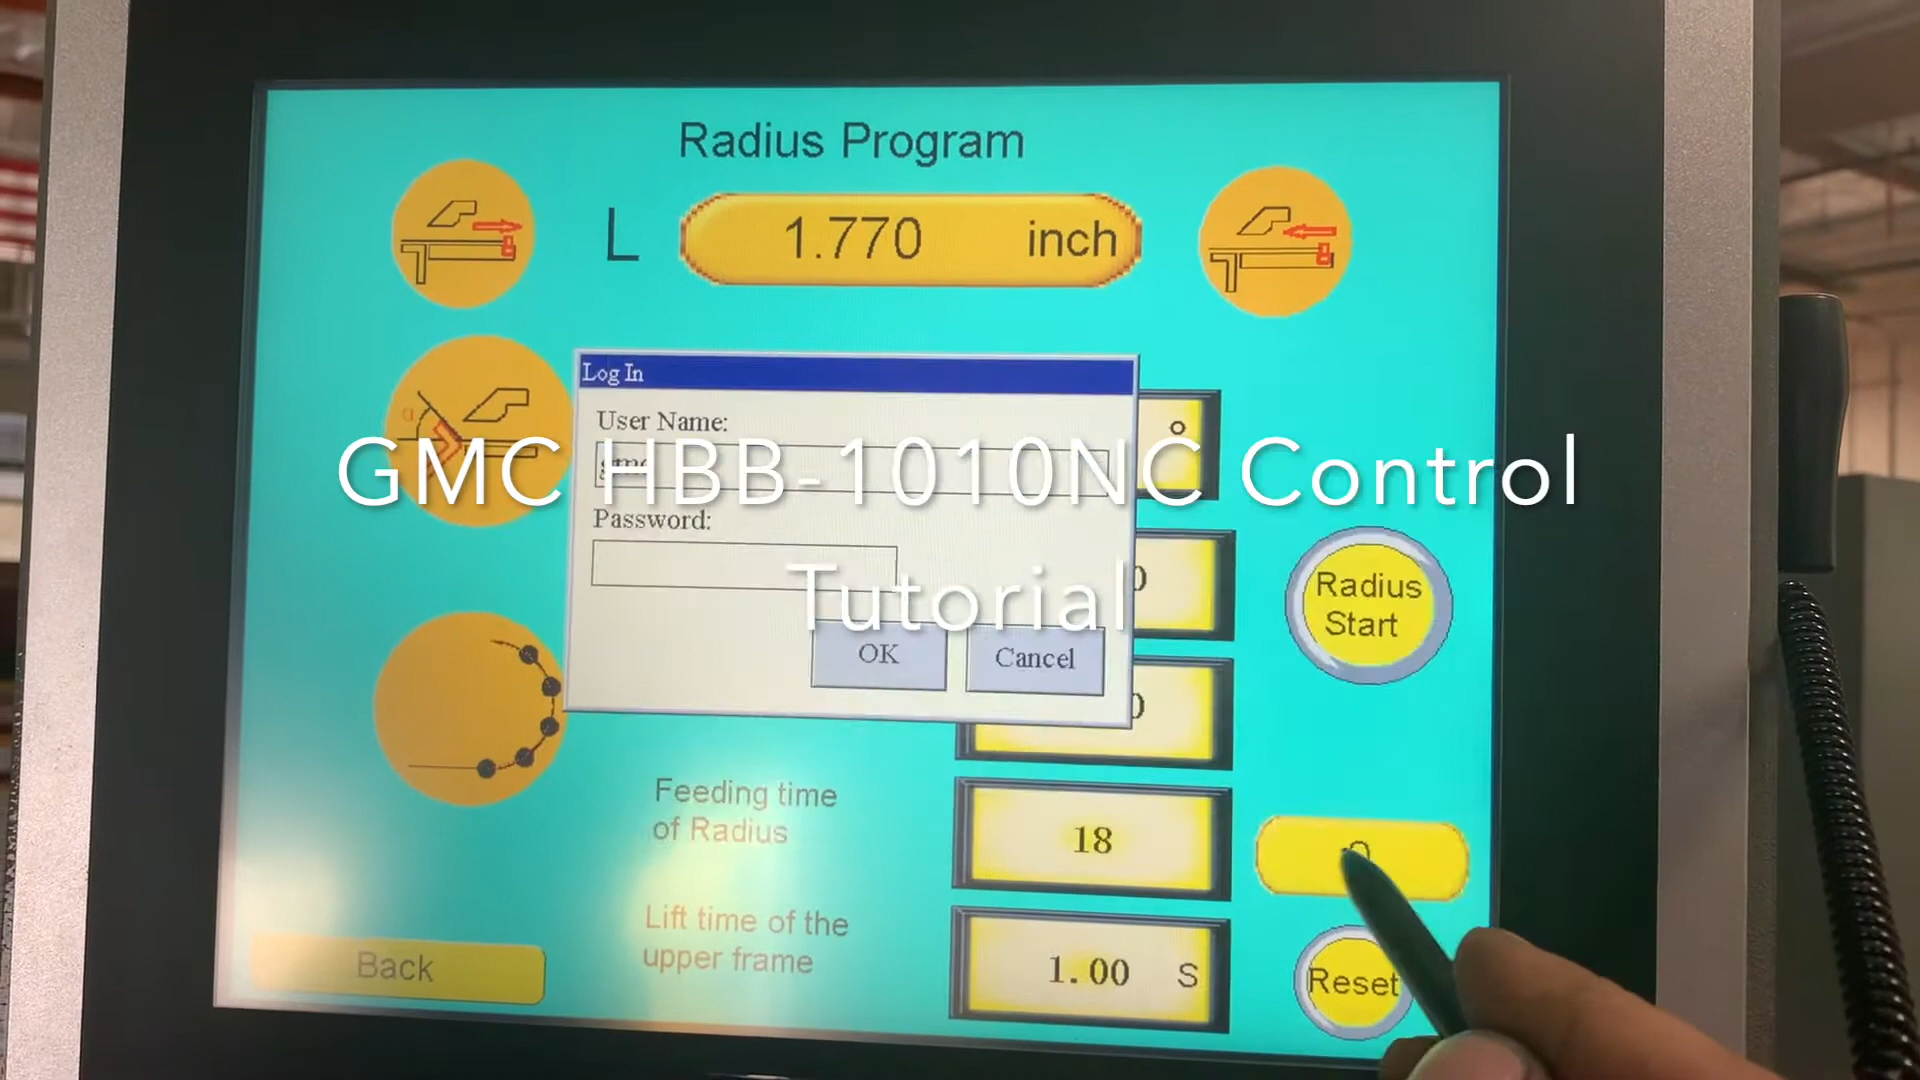 Radius Program
L 1.770 inch
Log In
User Name:
GMC HBB-1010NC Control
Password:
Tutorial
OK
Cancel
Radius
Start
Feeding time
of Radius
18
Lift time of the
upper frame
1.00 S
Back
Reset